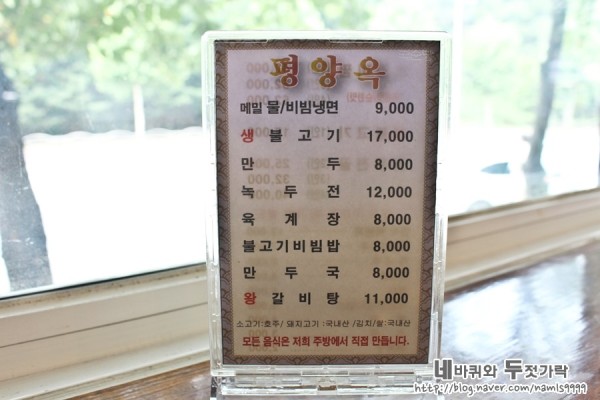 평양옥
메밀 물/비빔냉면 9,000
생불고기 17,000
만두 8,000
녹두전 12,000
육계장 8,000
불고기비빔밥 8,000
만두국 8,000
왕갈비탕 11,000
소고기:호주/ 돼지고기 :국내산 /김치/쌀:국내산
모든 음식은 저희 주방에서 직접 만듭니다.
네바퀴와 두젓가락
http://blog.naver.com/namls9999